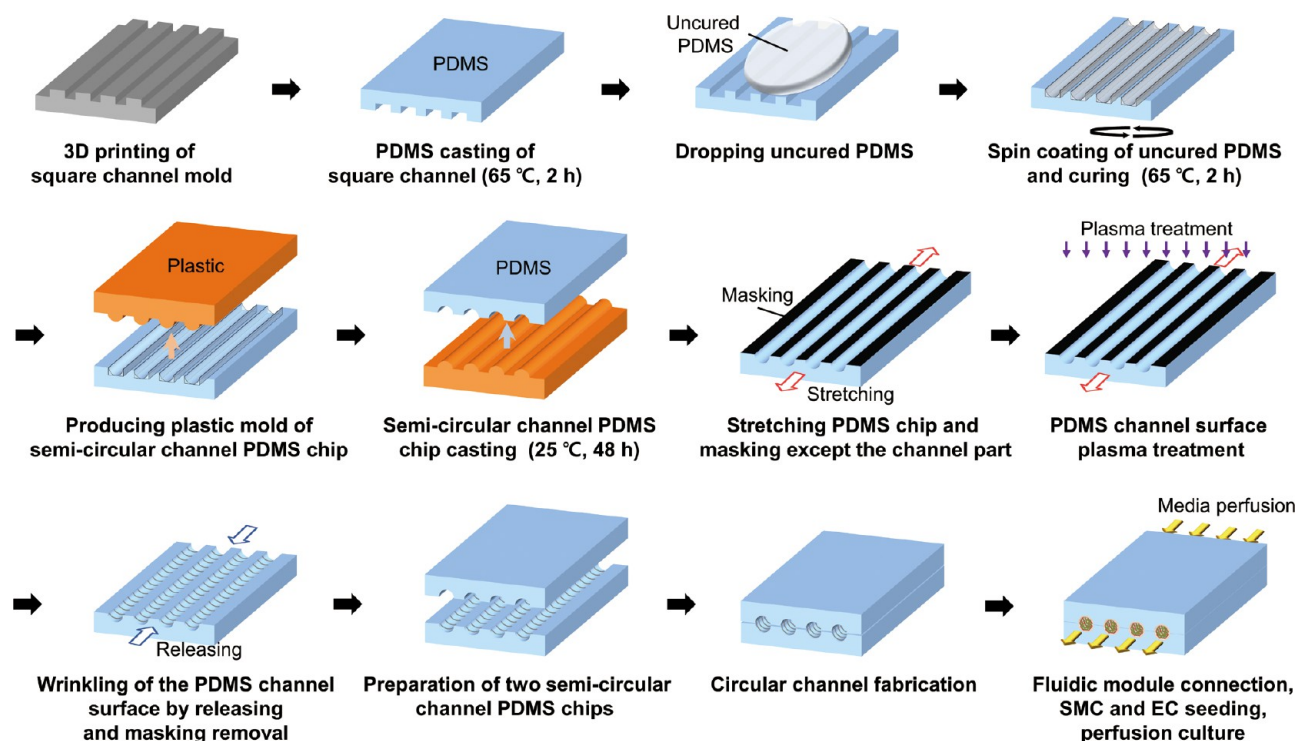 PDMS
Uncured
PDMS
3D printing of
square channel mold
PDMS casting of
square channel (65 ℃, 2 h)
Dropping uncured PDMS
Spin coating of uncured PDMS
and curing (65 ℃, 2 h)
Plastic
PDMS
Masking
Stretching
Plasma treatment
Producing plastic mold of
semi-circular channel PDMS chip
Semi-circular channel PDMS
chip casting (25 ℃, 48 h)
Stretching PDMS chip and
masking except the channel part
PDMS channel surface
plasma treatment
Releasing
Media perfusion
Wrinkling of the PDMS channel
surface by releasing
and masking removal
Preparation of two semi-circular
channel PDMS chips
Circular channel fabrication
Fluidic module connection,
SMC and EC seeding,
perfusion culture